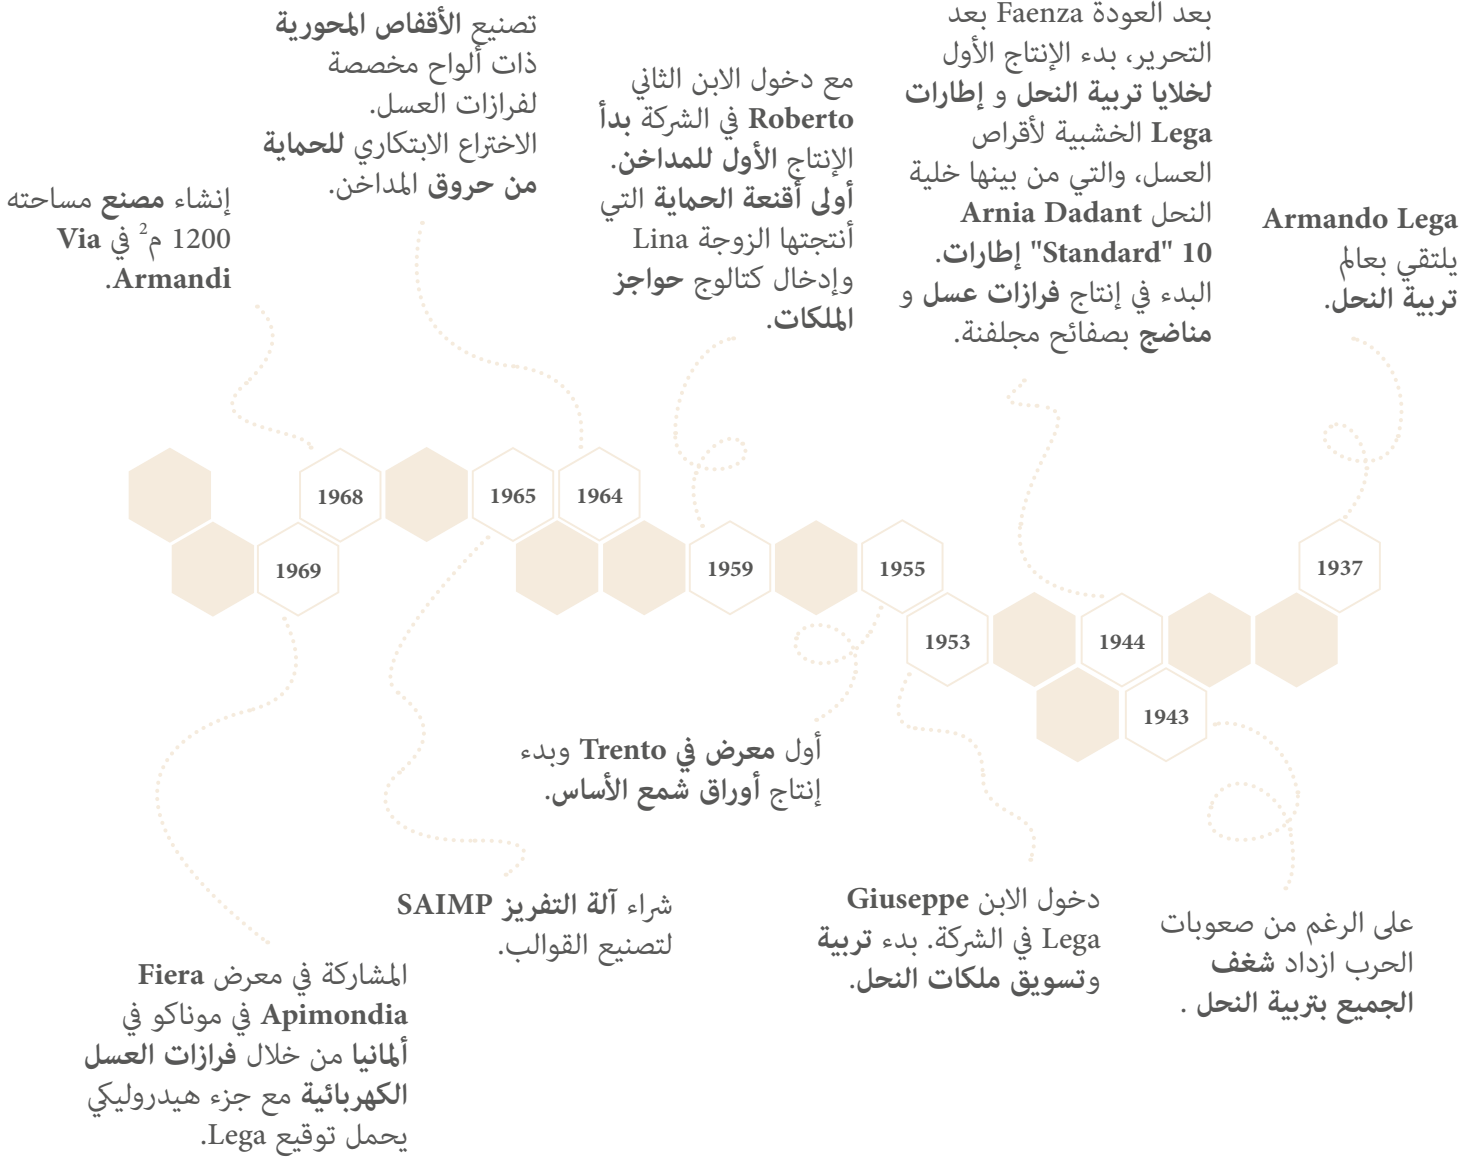 Armando Lega
يلتقي بعالم
تربية النحل.
بعد العودة Faenza بعد
التحرير، بدء الإنتاج الأول
لخلايا تربية النحل و إطارات
Lega الخشبية لأقراص
العسل، والتي من بينها خلية
النحل Arnia Dadant
10 "Standard" إطارات.
البدء في إنتاج فرازات عسل و
مناضج بصفائح مجلفنة.
مع دخول الابن الثاني
Roberto في الشركة بدأ
الإنتاج الأول للمداخن.
أولى أقنعة الحماية التي
أنتجتها الزوجة Lina
وإدخال كتالوج حواجز
الملكات.
تصنيع الأقفاص المحورية
ذات ألواح مخصصة
لفرازات العسل.
الاختراع الابتكاري للحماية
من حروق المداخن.
إنشاء مصنع مساحته
1200 م² في Via
Armandi.
1937
1943
1944
1953
1955
1959
1964
1965
1968
1969
على الرغم من صعوبات
الحرب ازداد شغف
الجميع بتربية النحل .
دخول الابن Giuseppe
Lega في الشركة. بدء تربية
وتسويق ملكات النحل.
أول معرض في Trento وبدء
إنتاج أوراق شمع الأساس.
شراء آلة التفريز SAIMP
لتصنيع القوالب.
المشاركة في معرض Fiera
Apimondia في موناكو في
ألمانيا من خلال فرازات العسل
الكهربائية مع جزء هيدروليكي
يحمل توقيع Lega.